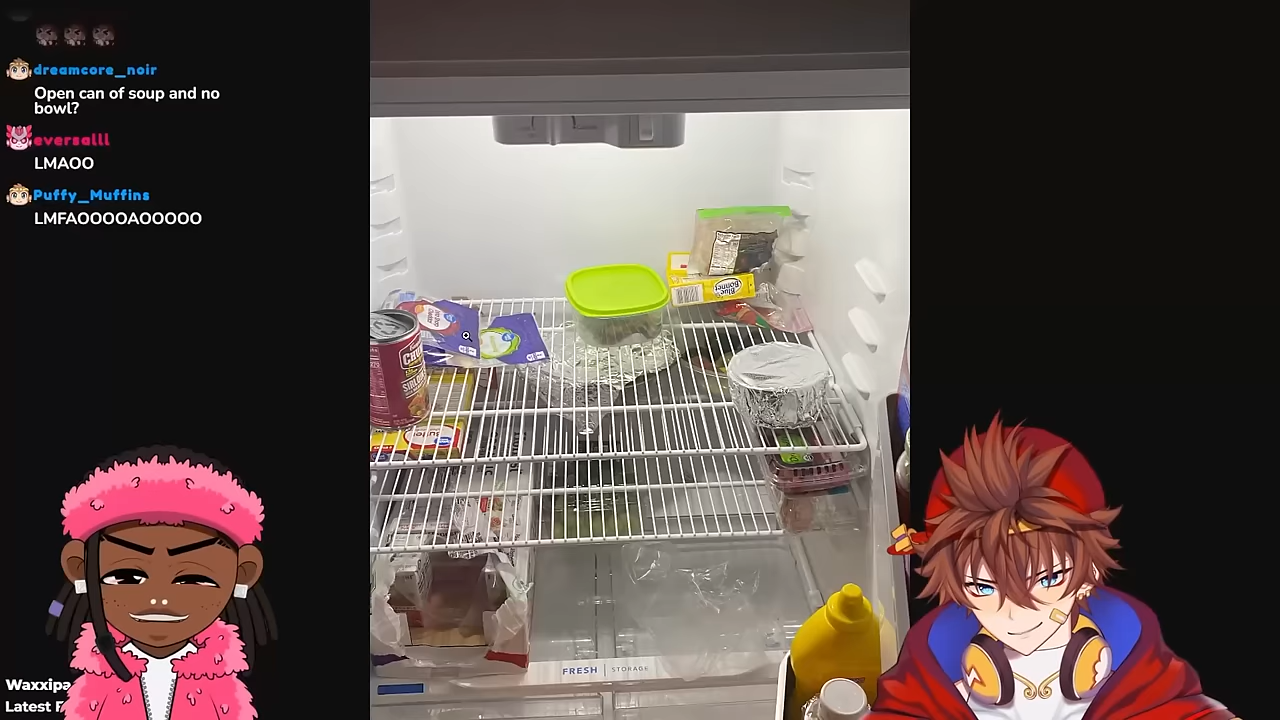 dreamcore_noir
Open can of soup and no
bowl?
eversalll
LMAOO
Puffy_Muffins
LMFAOOOOAOOOOO
Blue
Bonnet
FRESH | STORAGE
Waxxipa
Latest F